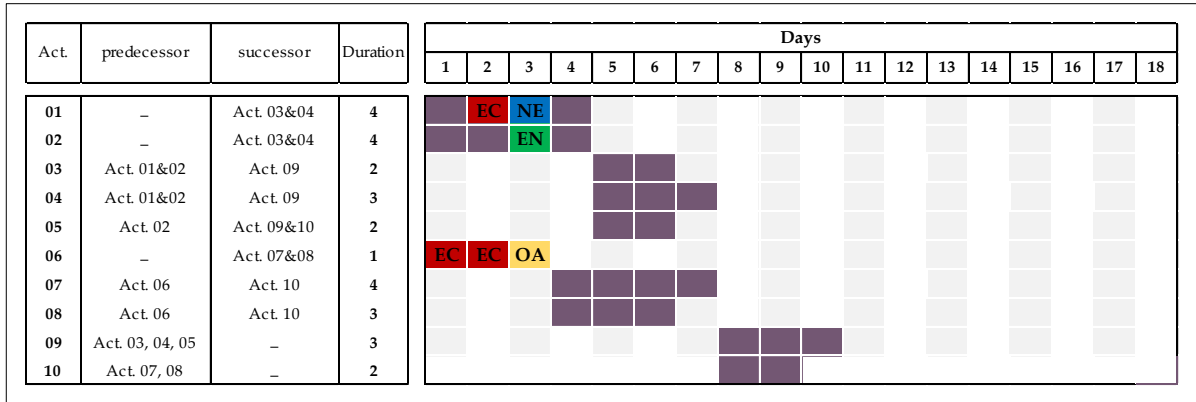 Act. predecessor successor Duration Days
1 2 3 4 5 6 7 8 9 10 11 12 13 14 15 16 17 18
01 _ Act. 03&04 4 EC NE
02 _ Act. 03&04 4 EN
03 Act. 01&02 Act. 09 2
04 Act. 01&02 Act. 09 3
05 Act. 02 Act. 09&10 2
06 _ Act. 07&08 1 EC EC OA
07 Act. 06 Act. 10 4
08 Act. 06 Act. 10 3
09 Act. 03, 04, 05 _ 3
10 Act. 07, 08 _ 2